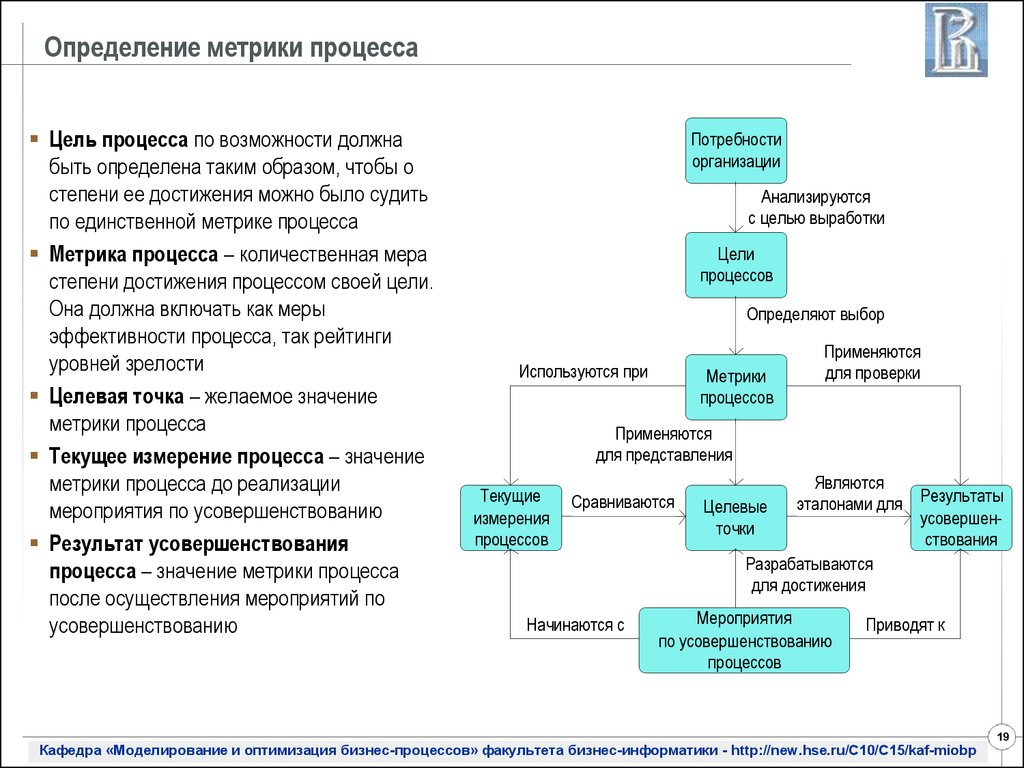 Определение метрики процесса
Цель процесса по возможности должна
быть определена таким образом, чтобы о
степени ее достижения можно было судить
по единственной метрике процесса
Метрика процесса – количественная мера
степени достижения процессом своей цели.
Она должна включать как меры
эффективности процесса, так рейтинги
уровней зрелости
Целевая точка – желаемое значение
метрики процесса
Текущее измерение процесса – значение
метрики процесса до реализации
мероприятия по усовершенствованию
Результат усовершенствования
процесса – значение метрики процесса
после осуществления мероприятий по
усовершенствованию
Потребности
организации
Анализируются
с целью выработки
Цели
процессов
Определяют выбор
Используются при
Метрики
процессов
Применяются
для проверки
Применяются
для представления
Текущие
измерения
процессов
Сравниваются
Целевые
точки
Являются
эталонами для
Результаты
усовершен-
ствования
Разрабатываются
для достижения
Начинаются с
Мероприятия
по усовершенствованию
процессов
Приводят к
19
Кафедра «Моделирование и оптимизация бизнес-процессов» факультета бизнес-информатики - http://new.hse.ru/C10/C15/kaf-miobp